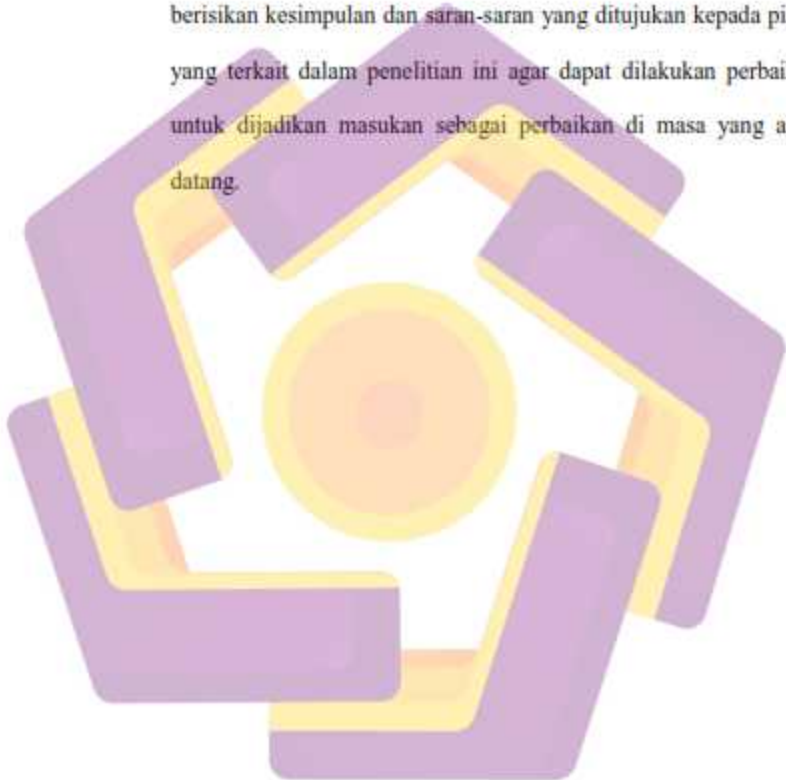 berisikan kesimpulan dan saran-saran yang ditujukan kepada pi
yang terkait dalam penelitian ini agar dapat dilakukan perbai
untuk dijadikan masukan sebagai perbaikan di masa yang a
datang.